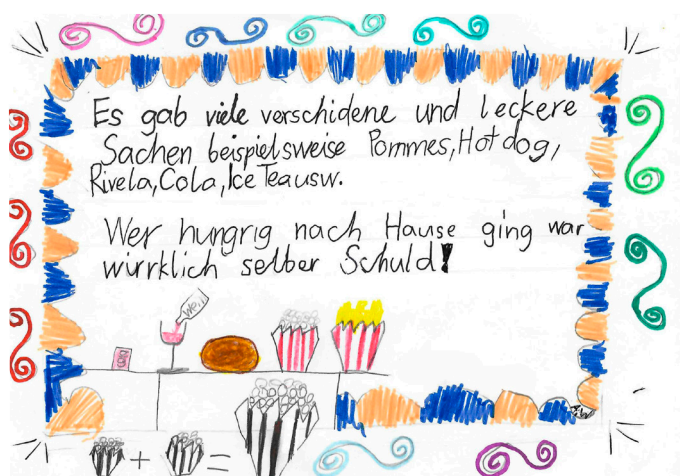 Es gab viele verschidene und leckere
Sachen beispielsweise Pommes, Hot dog,
Rivela, Cola, Ice Tea usw.
Wer hungrig nach Hause ging war
wirrklich selber Schuld!
+ =